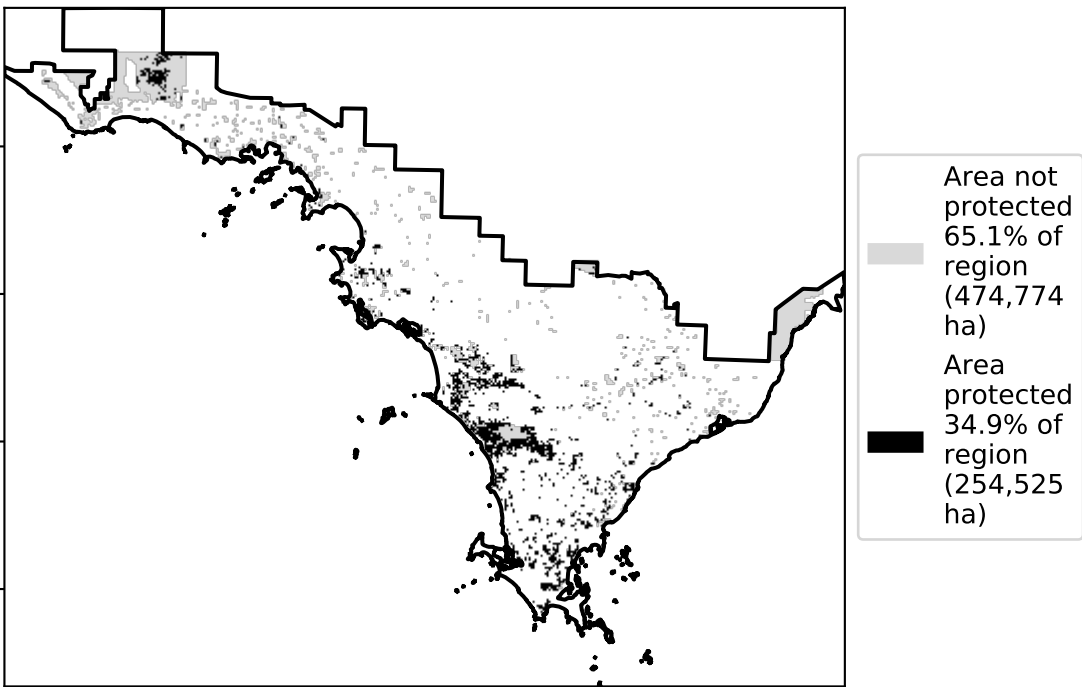 Area not
protected
65.1% of
region
(474,774
ha)
Area
protected
34.9% of
region
(254,525
ha)